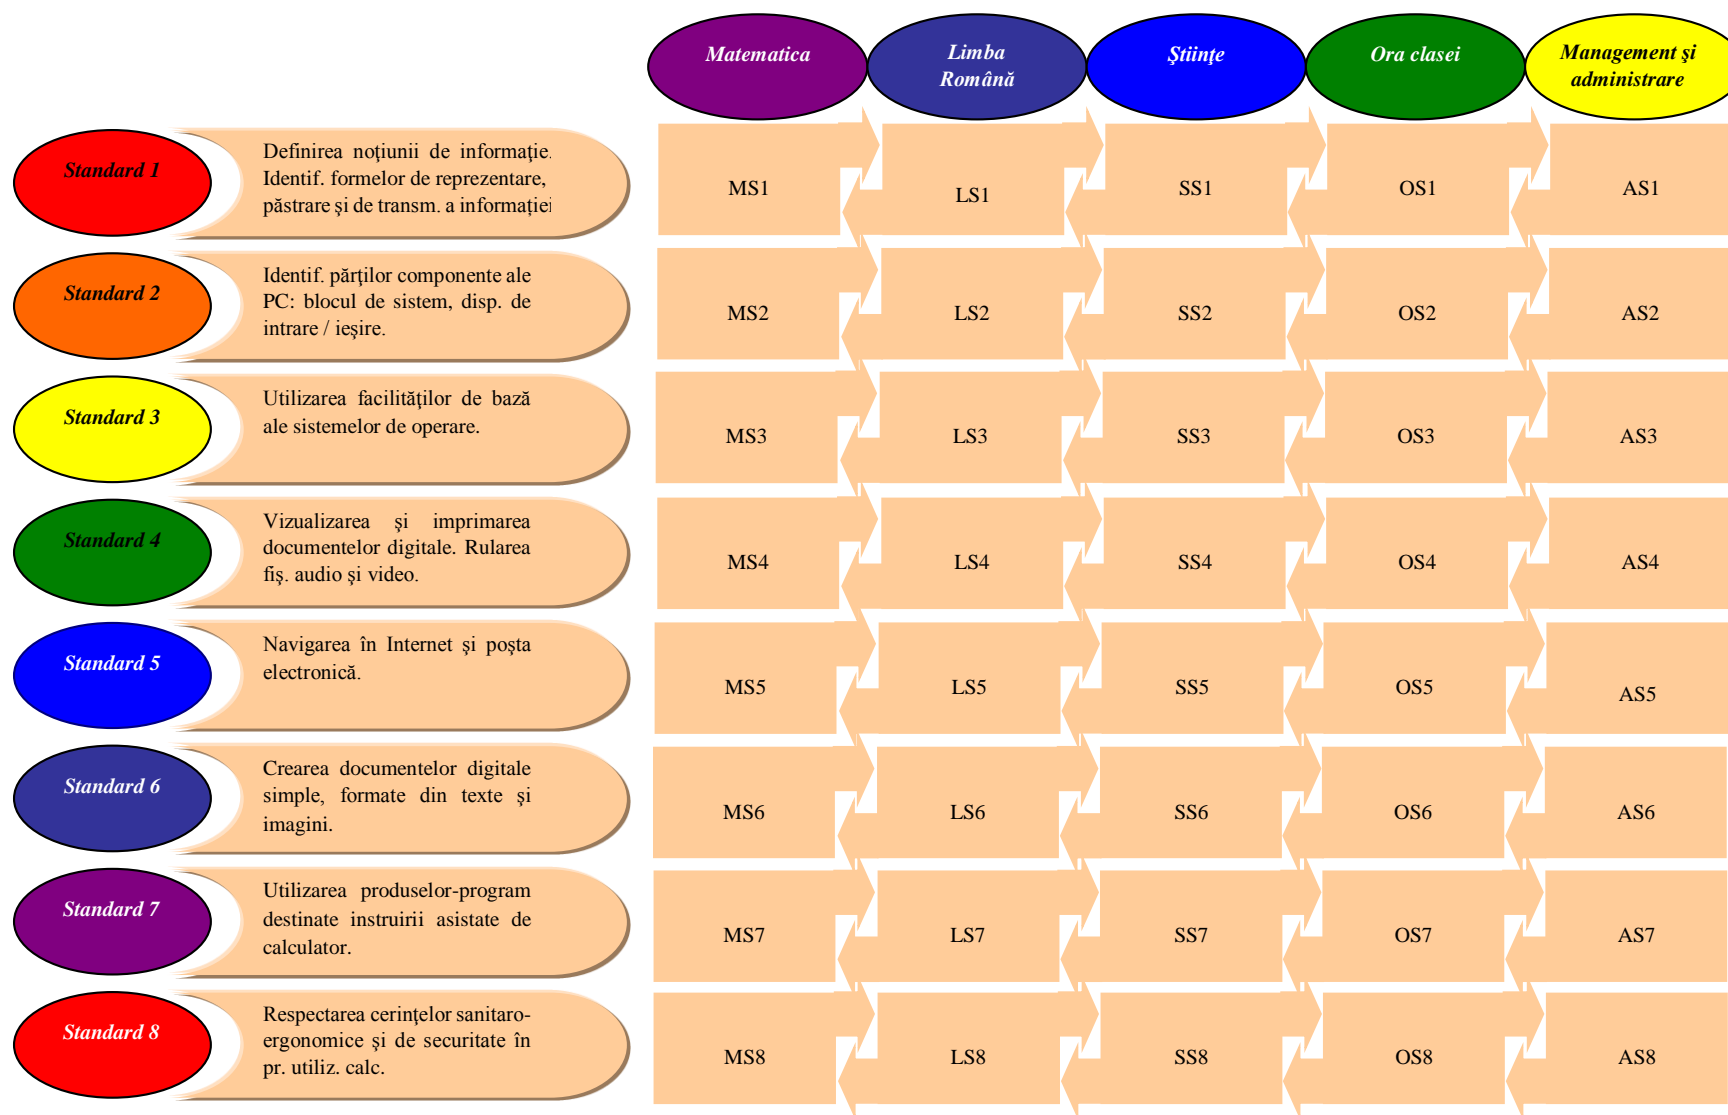 Matematica
Limba
Română
Ştiinţe
Ora clasei
Management şi
administrare
Standard 1
Definirea noţiunii de informaţie.
Identif. formelor de reprezentare,
păstrare şi de transm. a informației
MS1
LS1
SS1
OS1
AS1
Standard 2
Identif. părţilor componente ale
PC: blocul de sistem, disp. de
intrare / ieşire.
MS2
LS2
SS2
OS2
AS2
Standard 3
Utilizarea facilităţilor de bază
ale sistemelor de operare.
MS3
LS3
SS3
OS3
AS3
Standard 4
Vizualizarea şi imprimarea
documentelor digitale. Rularea
fiş. audio şi video.
MS4
LS4
SS4
OS4
AS4
Standard 5
Navigarea în Internet şi poşta
electronică.
MS5
LS5
SS5
OS5
AS5
Standard 6
Crearea documentelor digitale
simple, formate din texte şi
imagini.
MS6
LS6
SS6
OS6
AS6
Standard 7
Utilizarea produselor-program
destinate instruirii asistate de
calculator.
MS7
LS7
SS7
OS7
AS7
Standard 8
Respectarea cerinţelor sanitaro-
ergonomice şi de securitate în
pr. utiliz. calc.
MS8
LS8
SS8
OS8
AS8